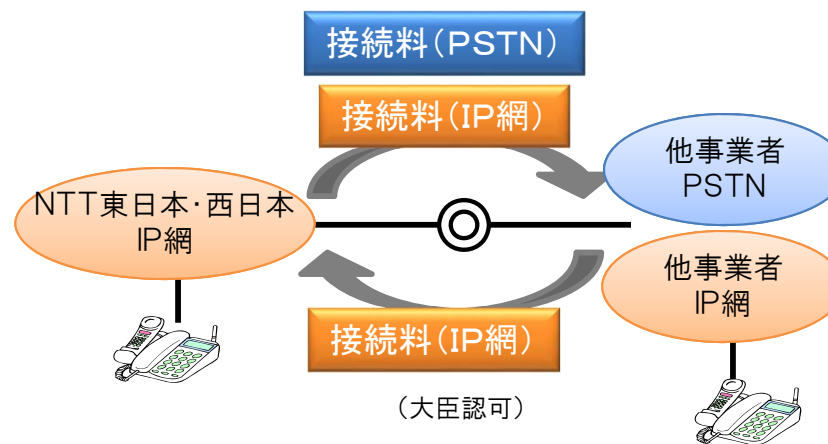 接続料(PSTN)
接続料(IP網)
他事業者
PSTN
NTT東日本・西日本
IP網
他事業者
IP網
接続料(IP網)
(大臣認可)